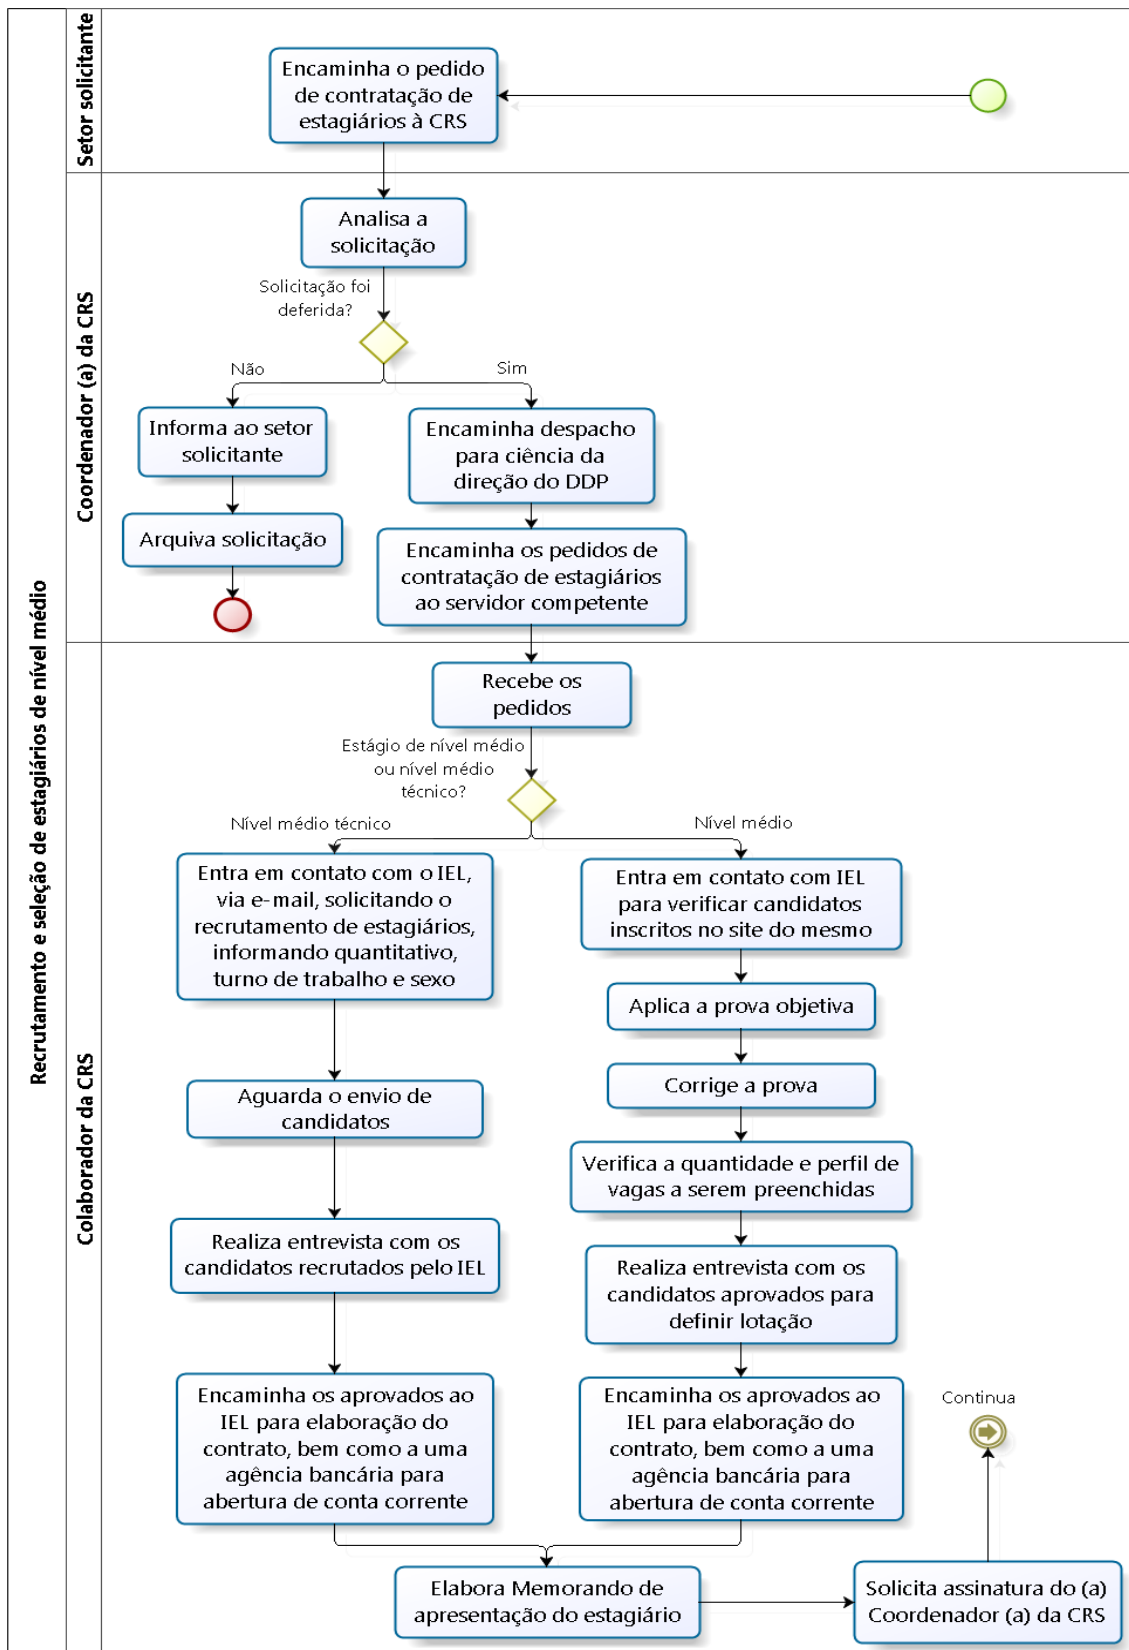 Recrutamento e seleção de estagiários de nível médio
Setor solicitante
Encaminha o pedido
de contratação de
estagiários à CRS
Coordenador (a) da CRS
Analisa a
solicitação
Solicitação foi
deferida?
Não
Sim
Informa ao setor
solicitante
Arquiva solicitação
Encaminha despacho
para ciência da
direção do DDP
Encaminha os pedidos de
contratação de estagiários
ao servidor competente
Colaborador da CRS
Recebe os
pedidos
Estágio de nível médio
ou nível médio
técnico?
Nível médio técnico
Nível médio
Entra em contato com o IEL,
via e-mail, solicitando o
recrutamento de estagiários,
informando quantitativo,
turno de trabalho e sexo
Aguarda o envio de
candidatos
Realiza entrevista com os
candidatos recrutados pelo IEL
Encaminha os aprovados ao
IEL para elaboração do
contrato, bem como a uma
agência bancária para
abertura de conta corrente
Entra em contato com IEL
para verificar candidatos
inscritos no site do mesmo
Aplica a prova objetiva
Corrige a prova
Verifica a quantidade e perfil de
vagas a serem preenchidas
Realiza entrevista com os
candidatos aprovados para
definir lotação
Encaminha os aprovados ao
IEL para elaboração do
contrato, bem como a uma
agência bancária para
abertura de conta corrente
Elabora Memorando de
apresentação do estagiário
Solicita assinatura do (a)
Coordenador (a) da CRS
Continua